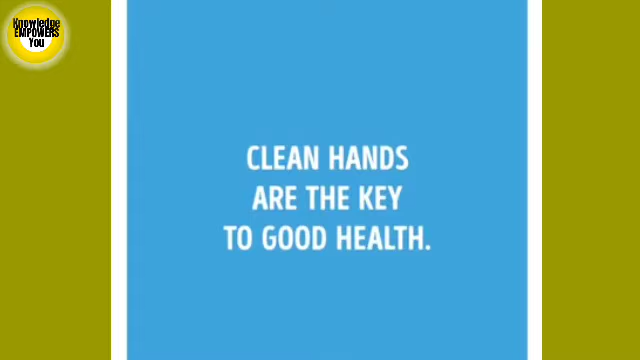 Knowledge
EMPOWERS
You
CLEAN HANDS
ARE THE KEY
TO GOOD HEALTH.